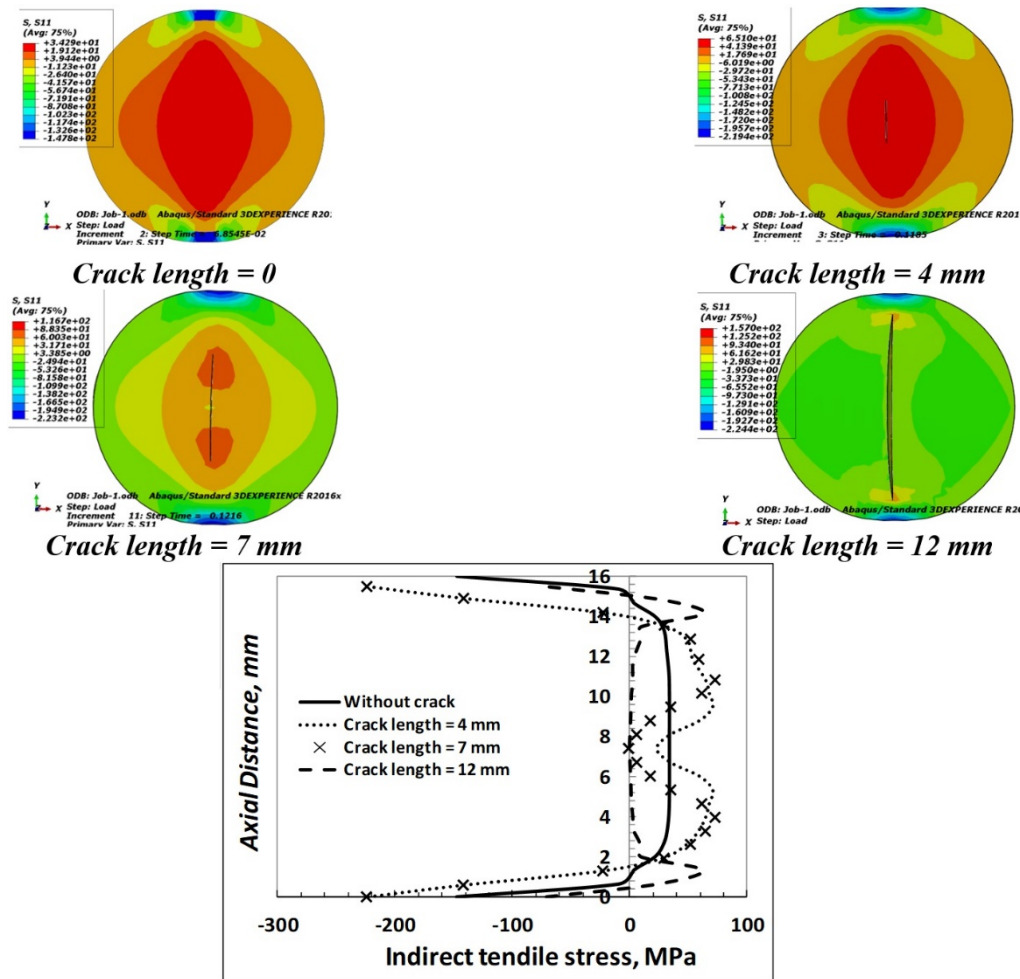 S, S11
(Avg: 75%)
+3.429e+01
+1.912e+01
+3.944e+00
-1.123e+01
-2.640e+01
-4.157e+01
-5.674e+01
-7.191e+01
-8.708e+01
-1.023e+02
-1.174e+02
-1.326e+02
-1.478e+02
Y
Z X
ODB: Job-1.odb Abaqus/Standard 3DEXPERIENCE R201
Step: Load
Increment 2: Step Time = 6.8545E-02
Primary Var: S, S11
Crack length = 0
S, S11
(Avg: 75%)
+6.510e+01
+4.139e+01
+1.769e+01
-6.019e+00
-2.972e+01
-5.343e+01
-7.713e+01
-1.008e+02
-1.245e+02
-1.482e+02
-1.720e+02
-1.957e+02
-2.194e+02
Y
Z X
ODB: Job-1.odb Abaqus/Standard 3DEXPERIENCE R201
Step: Load
Increment 3: Step Time = 0.1105
Crack length = 4 mm
S, S11
(Avg: 75%)
+1.167e+02
+8.835e+01
+6.003e+01
+3.171e+01
+3.385e+00
-2.494e+01
-5.326e+01
-8.158e+01
-1.099e+02
-1.382e+02
-1.665e+02
-1.949e+02
-2.232e+02
Y
Z X
ODB: Job-1.odb Abaqus/Standard 3DEXPERIENCE R2016x
Step: Load
Increment 11: Step Time = 0.1216
Primary Var: S, S11
Crack length = 7 mm
S, S11
(Avg: 75%)
+1.570e+02
+1.252e+02
+9.340e+01
+6.162e+01
+2.983e+01
-1.950e+00
-3.373e+01
-6.552e+01
-9.730e+01
-1.291e+02
-1.609e+02
-1.927e+02
-2.244e+02
Y
Z X
ODB: Job-1.odb Abaqus/Standard 3DEXPERIENCE R20
Step: Load
Crack length = 12 mm
16
14
12
10
8
6
4
2
0
Axial Distance, mm
Without crack
Crack length = 4 mm
Crack length = 7 mm
Crack length = 12 mm
-300 -200 -100 0 100
Indirect tendile stress, MPa